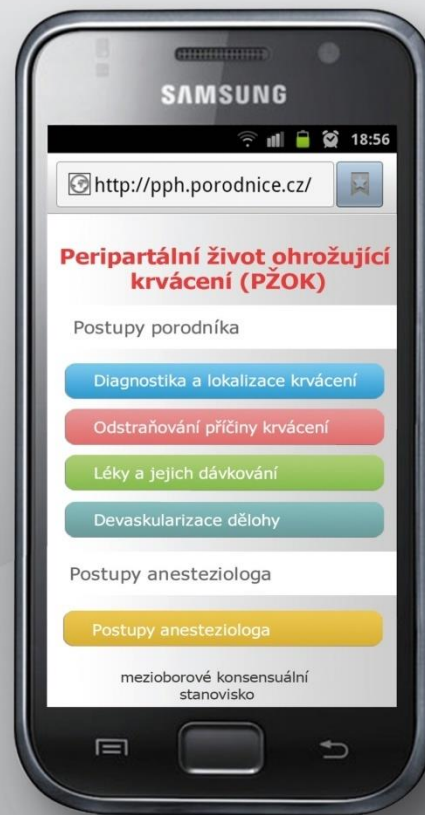 SAMSUNG
18:56
http://pph.porodnice.cz/
Peripartální život ohrožující
krvácení (PŽOK)
Postupy porodníka
Diagnostika a lokalizace krvácení
Odstraňování příčiny krvácení
Léky a jejich dávkování
Devaskularizace dělohy
Postupy anesteziologa
Postupy anesteziologa
mezioborové konsensuální
stanovisko